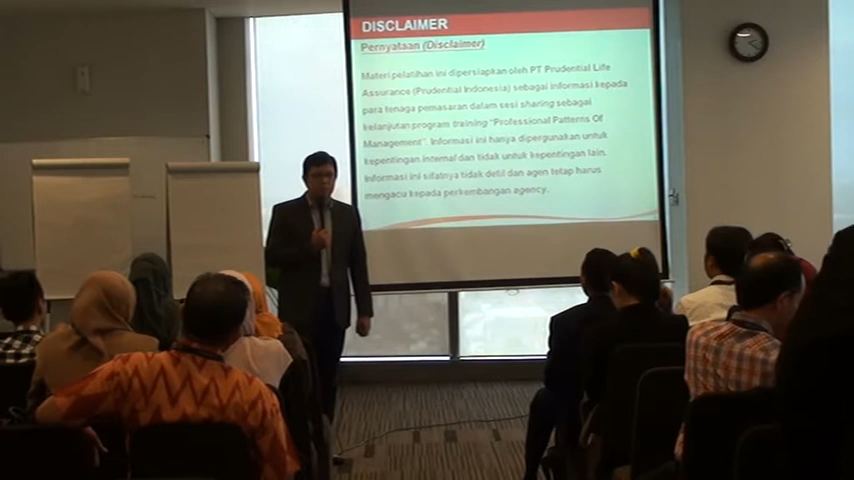 DISCLAIMER
Pernyataan (Disclaimer)
Materi pelatihan ini dipersiapkan oleh PT Prudential Life
Assurance (Prudential Indonesia) sebagai informasi kepada
para tenaga pemasaran dalam sesi sharing sebagai
kelanjutan program training "Professional Patterns Of
Management". Informasi ini hanya dipergunakan untuk
kepentingan internal dan tidak untuk kepentingan lain.
Informasi ini sifatnya tidak detil dan agen tetap harus
mengacu kepada perkembangan agency.